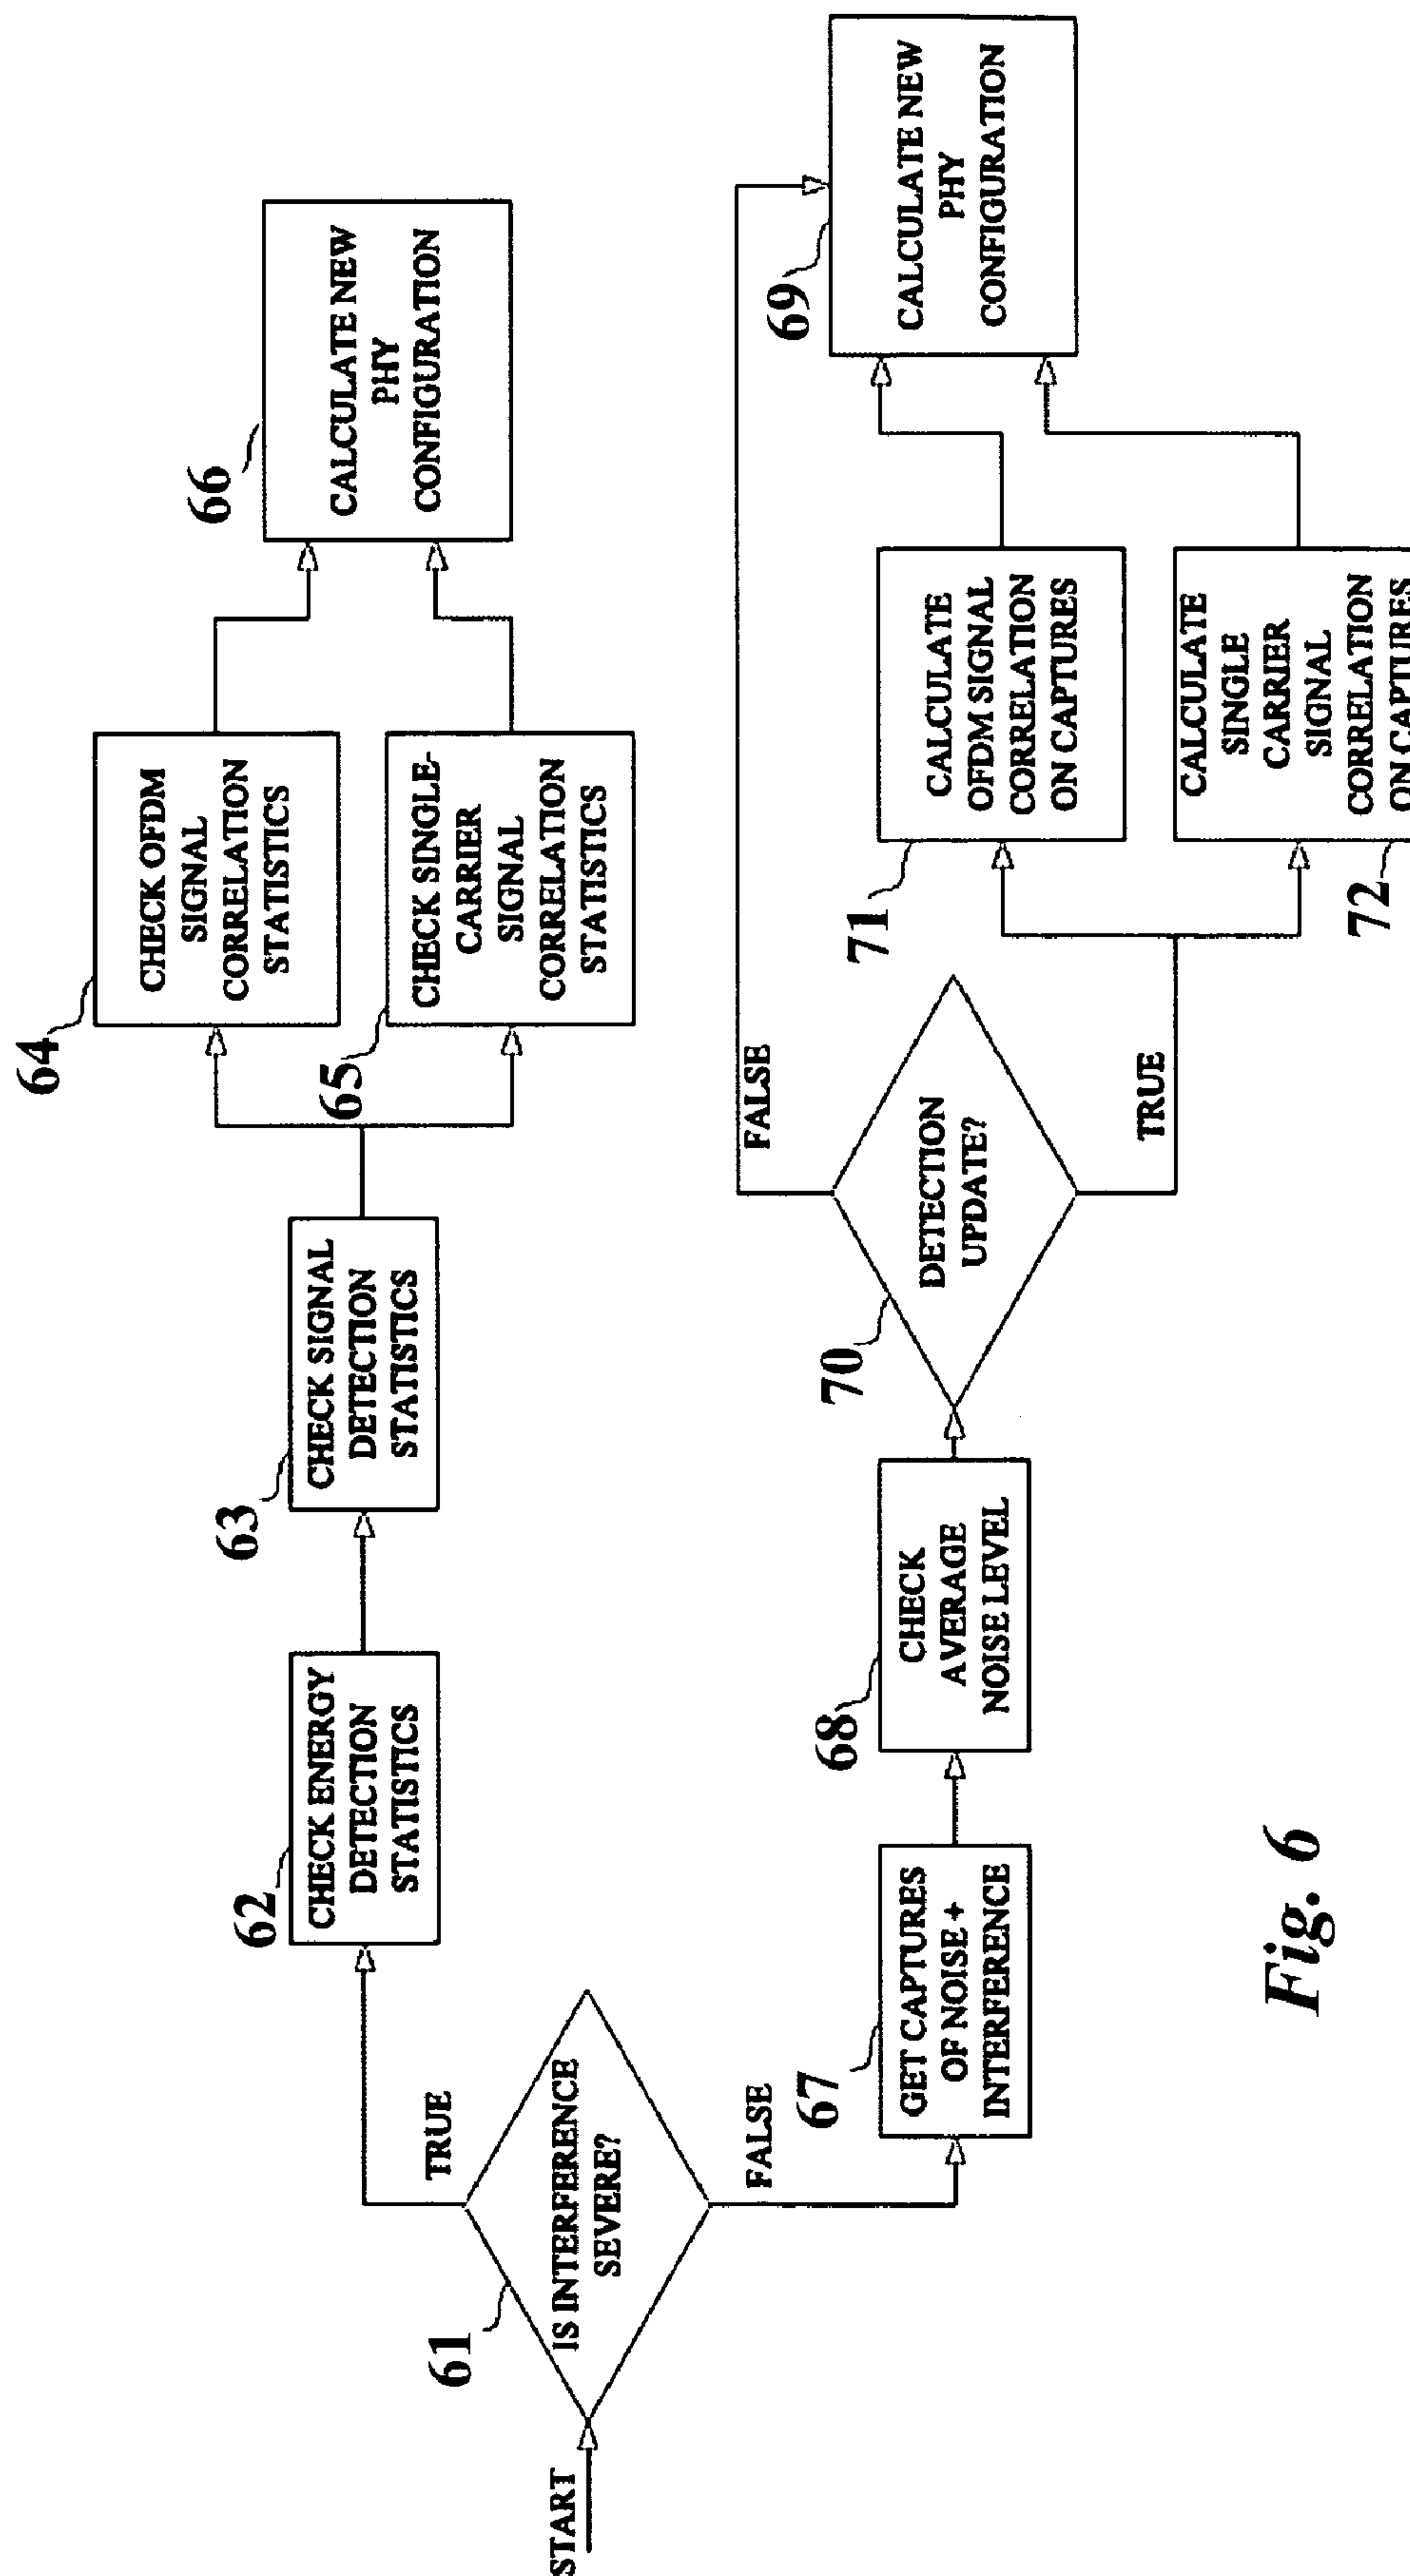 START
61
IS INTERFERENCE
SEVERE?
TRUE
FALSE
62
CHECK ENERGY
DETECTION
STATISTICS
63
CHECK SIGNAL
DETECTION
STATISTICS
64
CHECK OFDM
SIGNAL
CORRELATION
STATISTICS
65
CHECK SINGLE-
CARRIER
SIGNAL
CORRELATION
STATISTICS
66
CALCULATE NEW
PHY
CONFIGURATION
67
GET CAPTURES
OF NOISE +
INTERFERENCE
68
CHECK
AVERAGE
NOISE LEVEL
70
DETECTION
UPDATE?
FALSE
TRUE
71
CALCULATE
OFDM SIGNAL
CORRELATION
ON CAPTURES
72
CALCULATE
SINGLE
CARRIER
SIGNAL
CORRELATION
ON CAPTURES
69
CALCULATE NEW
PHY
CONFIGURATION
Fig. 6